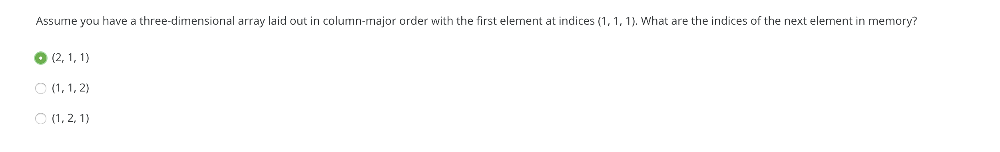 Assume you have a three-dimensional array laid out in column-major order with the first element at indices (1, 1, 1). What are the indices of the next element in memory?
(2, 1, 1)
(1, 1, 2)
(1, 2, 1)